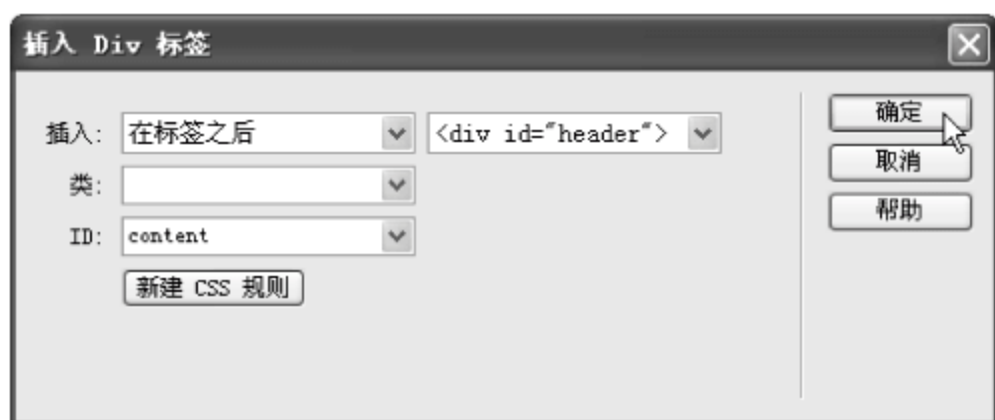 插入 Div 标签
插入: 在标签之后 <div id="header"> 确定
取消
类:
帮助
ID: content
新建 CSS 规则